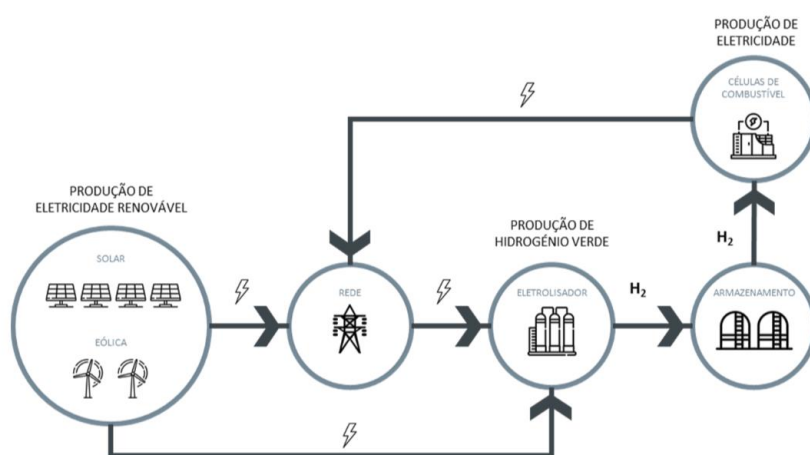 PRODUÇÃO DE
ELETRICIDADE
CÉLULAS DE
COMBUSTÍVEL
PRODUÇÃO DE
ELETRICIDADE RENOVÁVEL
SOLAR
EÓLICA
REDE
PRODUÇÃO DE
HIDROGÉNIO VERDE
ELETROLISADOR
H₂
ARMAZENAMENTO
H₂